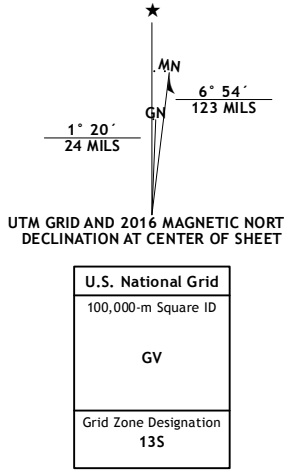 ★
MN
GN
6° 54´
123 MILS
1° 20´
24 MILS
UTM GRID AND 2016 MAGNETIC NORT
DECLINATION AT CENTER OF SHEET
U.S. National Grid
100,000-m Square ID
GV
Grid Zone Designation
13S